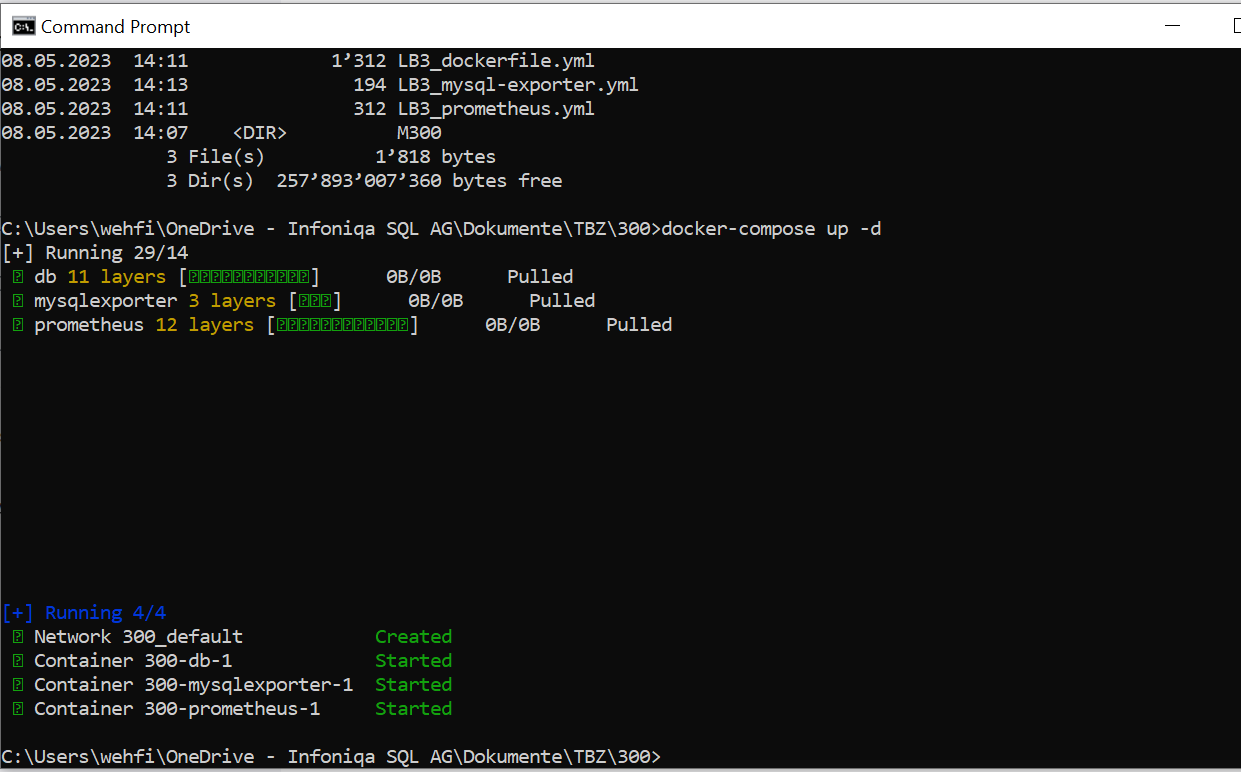 Command Prompt
08.05.2023  14:11             1’312 LB3_dockerfile.yml
08.05.2023  14:13               194 LB3_mysql-exporter.yml
08.05.2023  14:11               312 LB3_prometheus.yml
08.05.2023  14:07    <DIR>          M300
               3 File(s)          1’818 bytes
               3 Dir(s)  257’893’007’360 bytes free
C:\Users\wehfi\OneDrive - Infoniqa SQL AG\Dokumente\TBZ\300>docker-compose up -d
[+] Running 29/14
 ⍰ db 11 layers [⍰⍰⍰⍰⍰⍰⍰⍰⍰⍰⍰]      0B/0B      Pulled
 ⍰ mysqlexporter 3 layers [⍰⍰⍰]      0B/0B      Pulled
 ⍰ prometheus 12 layers [⍰⍰⍰⍰⍰⍰⍰⍰⍰⍰⍰⍰]      0B/0B      Pulled
[+] Running 4/4
 ⍰ Network 300_default            Created
 ⍰ Container 300-db-1             Started
 ⍰ Container 300-mysqlexporter-1  Started
 ⍰ Container 300-prometheus-1     Started
C:\Users\wehfi\OneDrive - Infoniqa SQL AG\Dokumente\TBZ\300>